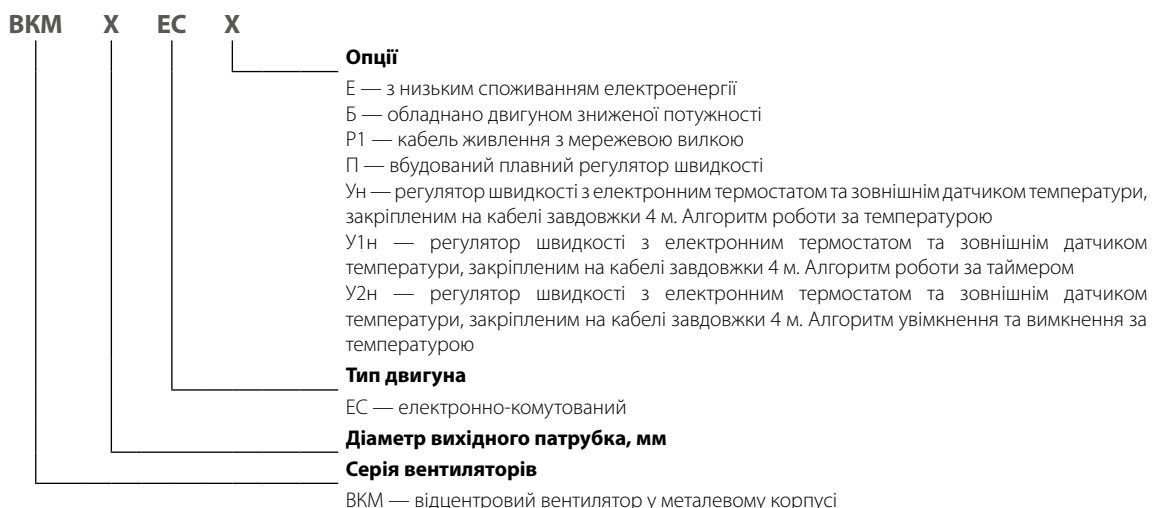 ВКМ X ЕС X
Опції
Е — з низьким споживанням електроенергії
Б — обладнано двигуном зниженої потужності
Р1 — кабель живлення з мережевою вилкою
П — вбудований плавний регулятор швидкості
Ун — регулятор швидкості з електронним термостатом та зовнішнім датчиком температури,
закріпленим на кабелі завдовжки 4 м. Алгоритм роботи за температурою
У1н — регулятор швидкості з електронним термостатом та зовнішнім датчиком
температури, закріпленим на кабелі завдовжки 4 м. Алгоритм роботи за таймером
У2н — регулятор швидкості з електронним термостатом та зовнішнім датчиком
температури, закріпленим на кабелі завдовжки 4 м. Алгоритм увімкнення та вимкнення за
температурою
Тип двигуна
ЕС — електронно-комутований
Діаметр вихідного патрубка, мм
Серія вентиляторів
ВКМ — відцентровий вентилятор у металевому корпусі